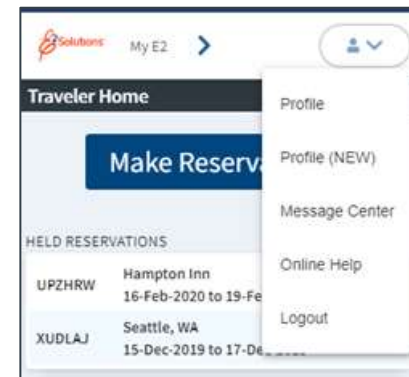 E2 Solutions My E2
Traveler Home
Profile
Make Reserva
Profile (NEW)
Message Center
HELD RESERVATIONS
UPZHRW Hampton Inn
16-Feb-2020 to 19-Fe
Online Help
XUDLAJ Seattle, WA
15-Dec-2019 to 17-De
Logout